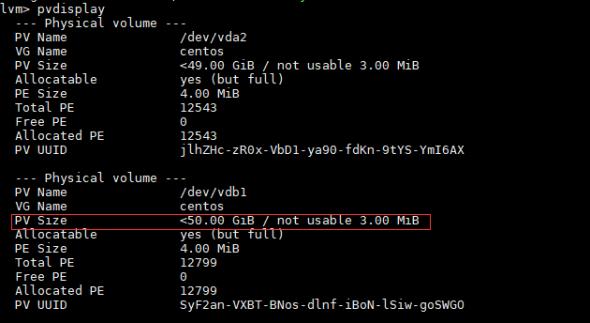 lvm> pvdisplay
--- Physical volume ---
PV Name /dev/vda2
VG Name centos
PV Size <49.00 GiB / not usable 3.00 MiB
Allocatable yes (but full)
PE Size 4.00 MiB
Total PE 12543
Free PE 0
Allocated PE 12543
PV UUID jlhZHc-zR0x-VbD1-ya90-fdKn-9tYS-YmI6AX
--- Physical volume ---
PV Name /dev/vdb1
VG Name centos
PV Size <50.00 GiB / not usable 3.00 MiB
Allocatable yes (but full)
PE Size 4.00 MiB
Total PE 12799
Free PE 0
Allocated PE 12799
PV UUID SyF2an-VXBT-BNos-dlnf-iBoN-lSiw-goSWGO